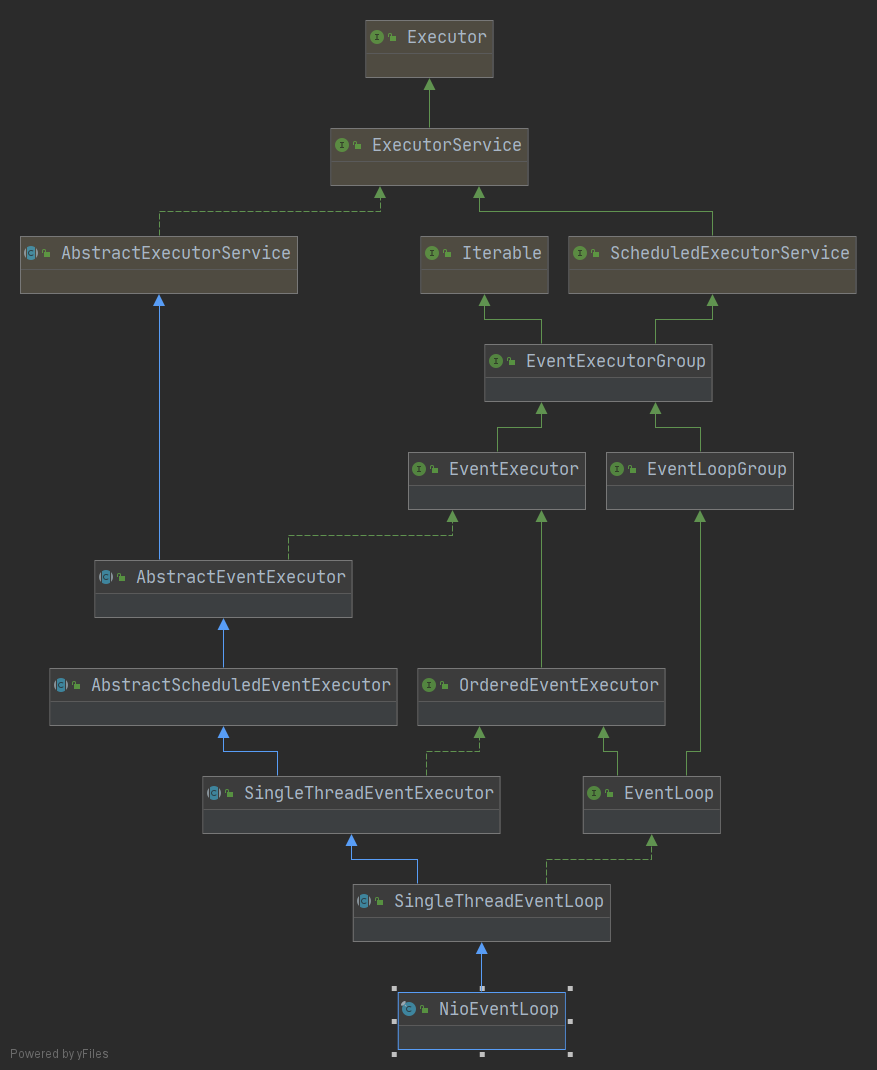 Executor
ExecutorService
AbstractExecutorService
Iterable
ScheduledExecutorService
EventExecutorGroup
EventExecutor
EventLoopGroup
AbstractEventExecutor
AbstractScheduledEventExecutor
OrderedEventExecutor
SingleThreadEventExecutor
EventLoop
SingleThreadEventLoop
NioEventLoop
Powered by yFiles